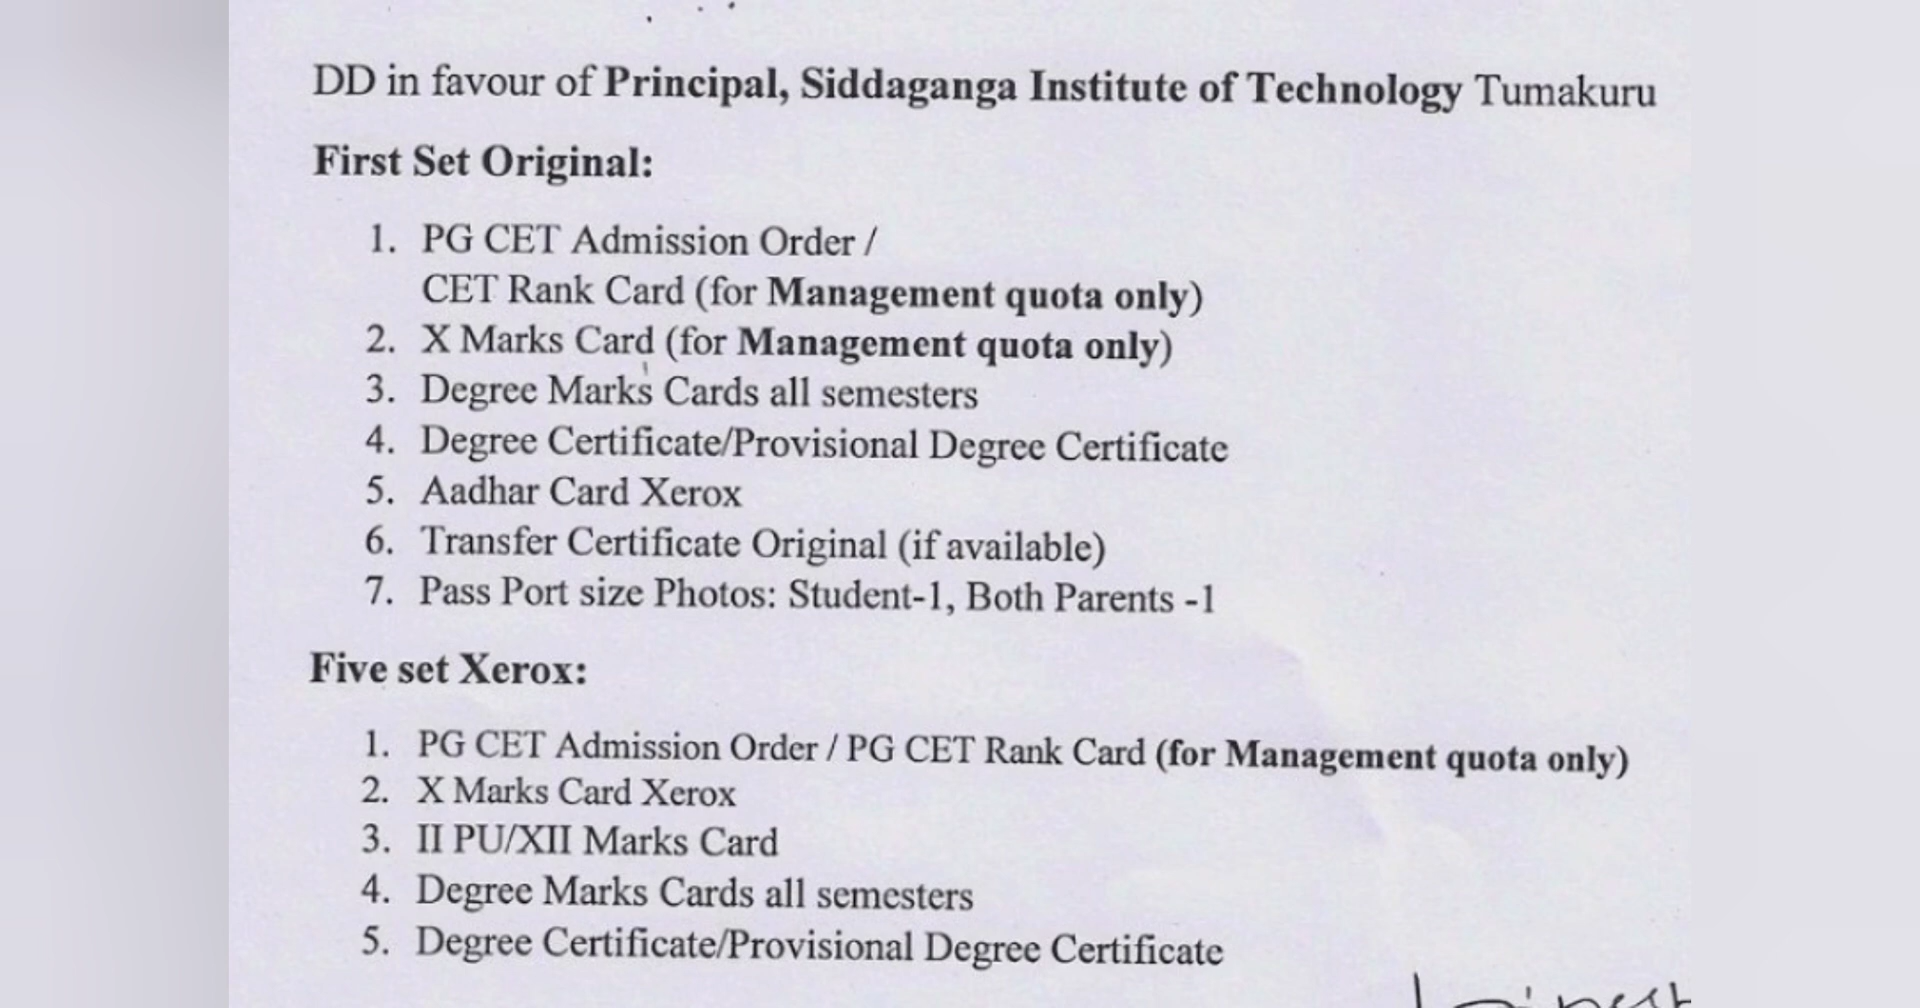 DD in favour of Principal, Siddaganga Institute of Technology Tumakuru
First Set Original:
1. PG CET Admission Order /
CET Rank Card (for Management quota only)
2. X Marks Card (for Management quota only)
3. Degree Marks Cards all semesters
4. Degree Certificate/Provisional Degree Certificate
5. Aadhar Card Xerox
6. Transfer Certificate Original (if available)
7. Pass Port size Photos: Student-1, Both Parents -1
Five set Xerox:
1. PG CET Admission Order / PG CET Rank Card (for Management quota only)
2. X Marks Card Xerox
3. II PU/XII Marks Card
4. Degree Marks Cards all semesters
5. Degree Certificate/Provisional Degree Certificate